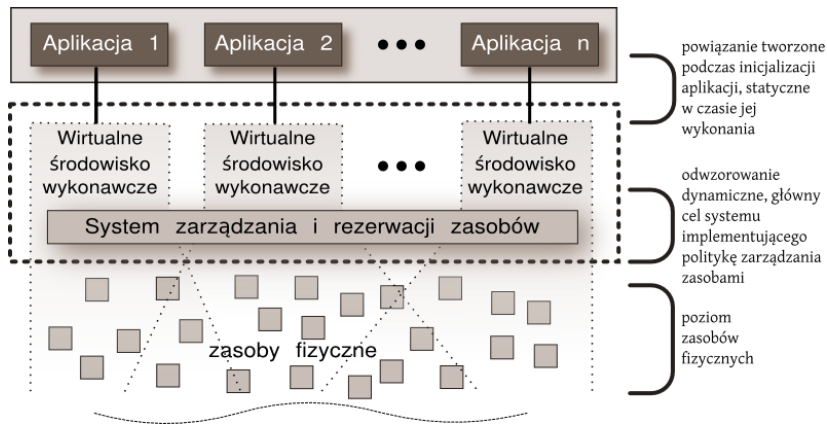 Aplikacja 1
Aplikacja 2
Aplikacja n
Wirtualne
środowisko
wykonawcze
Wirtualne
środowisko
wykonawcze
Wirtualne
środowisko
wykonawcze
System zarządzania i rezerwacji zasobów
zasoby fizyczne
powiązanie tworzone
podczas inicjalizacji
aplikacji, statyczne
w czasie jej
wykonania
odwzorowanie
dynamiczne, główny
cel systemu
implementującego
politykę zarządzania
zasobami
poziom
zasobów
fizycznych